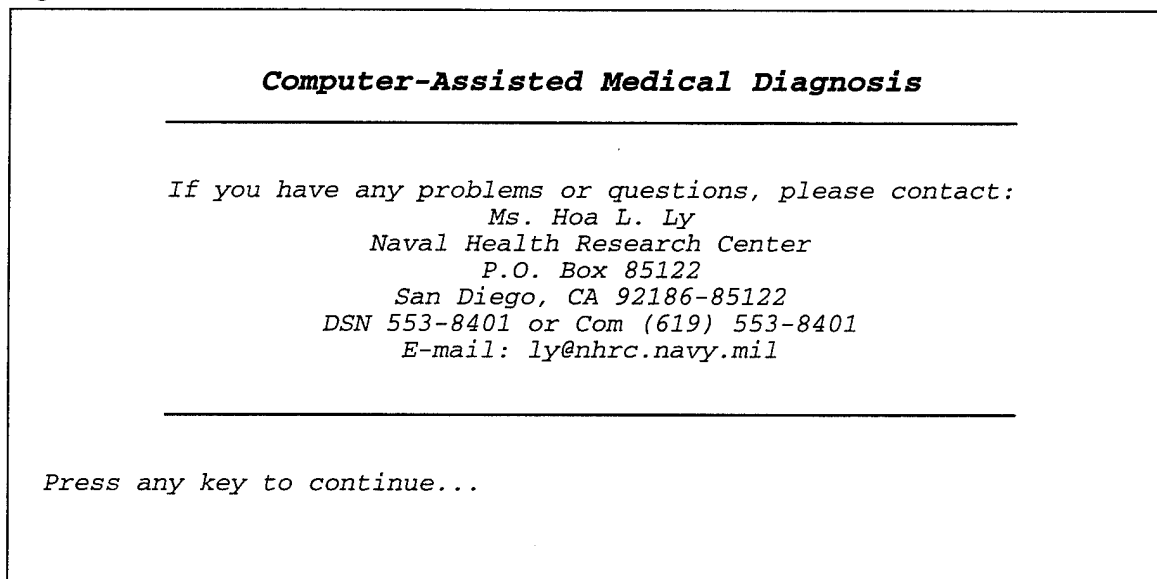 Computer-Assisted Medical Diagnosis
If you have any problems or questions, please contact:
Ms. Hoa L. Ly
Naval Health Research Center
P.O. Box 85122
San Diego, CA 92186-85122
DSN 553-8401 or Com (619) 553-8401
E-mail: ly@nhrc.navy.mil
Press any key to continue...